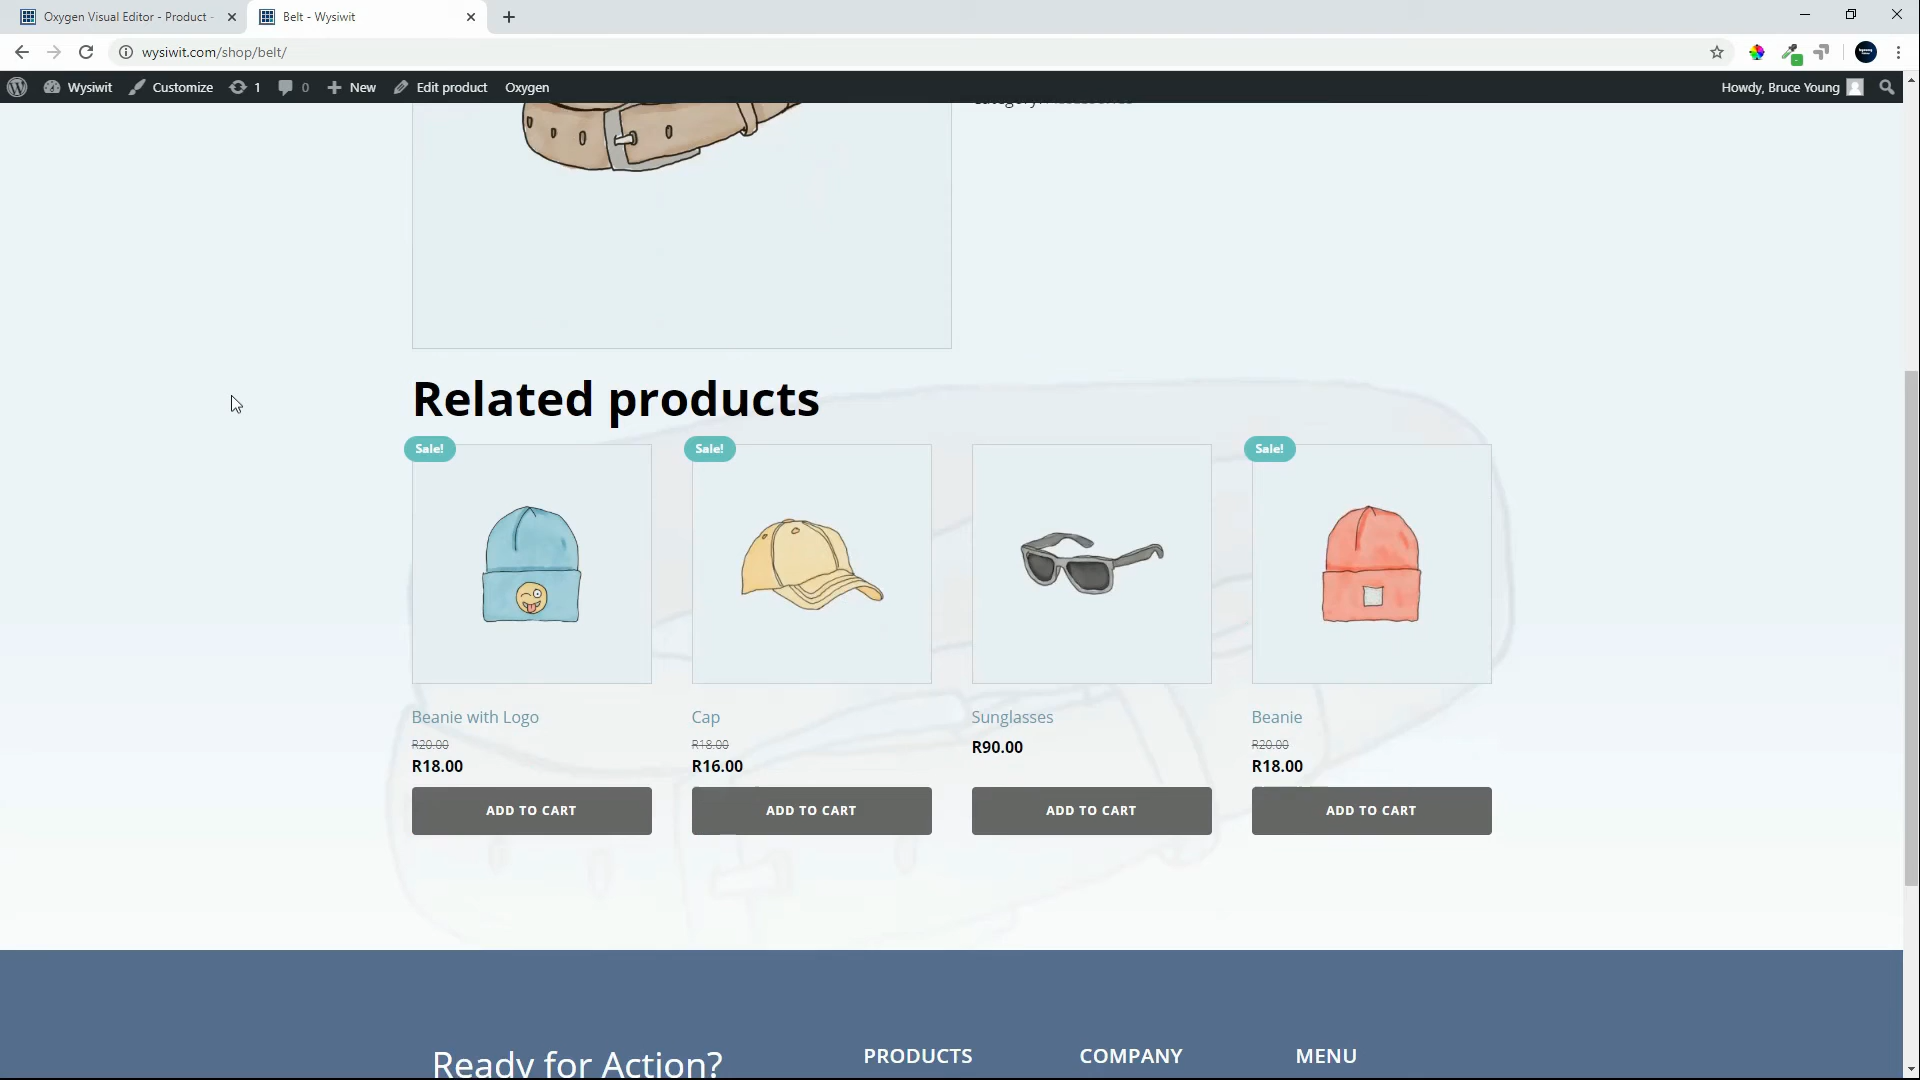 Oxygen Visual Editor - Product -
Belt - Wysiwit
wysiwit.com/shop/belt/
Wysiwit
Customize
1
0
New
Edit product
Oxygen
Howdy, Bruce Young
Related products
Sale!
Sale!
Sale!
Beanie with Logo
Cap
Sunglasses
Beanie
R20.00
R18.00
R20.00
R90.00
R18.00
R16.00
R18.00
ADD TO CART
ADD TO CART
ADD TO CART
ADD TO CART
Ready for Action?
PRODUCTS
COMPANY
MENU